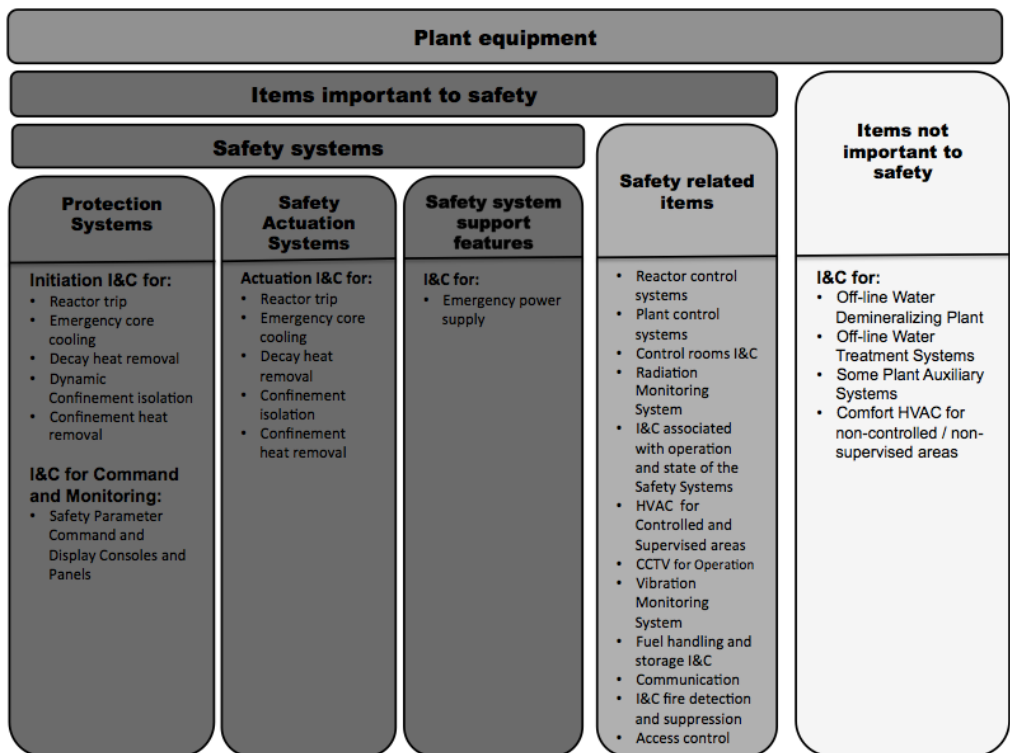 Plant equipment
Items important to safety
Safety systems
Protection
Systems
Initiation I&C for:
• Reactor trip
• Emergency core
cooling
• Decay heat removal
• Dynamic
Confinement isolation
• Confinement heat
removal
I&C for Command
and Monitoring:
• Safety Parameter
Command and
Display Consoles and
Panels
Safety
Actuation
Systems
Actuation I&C for:
• Reactor trip
• Emergency core
cooling
• Decay heat
removal
• Confinement
isolation
• Confinement
heat removal
Safety system
support
features
I&C for:
• Emergency power
supply
Safety related
items
• Reactor control
systems
• Plant control
systems
• Control rooms I&C
• Radiation
Monitoring
System
• I&C associated
with operation
and state of the
Safety Systems
• HVAC for
Controlled and
Supervised areas
• CCTV for Operation
• Vibration
Monitoring
System
• Fuel handling and
storage I&C
• Communication
• I&C fire detection
and suppression
• Access control
Items not
important to
safety
I&C for:
• Off-line Water
Demineralizing Plant
• Off-line Water
Treatment Systems
• Some Plant Auxiliary
Systems
• Comfort HVAC for
non-controlled / non-
supervised areas